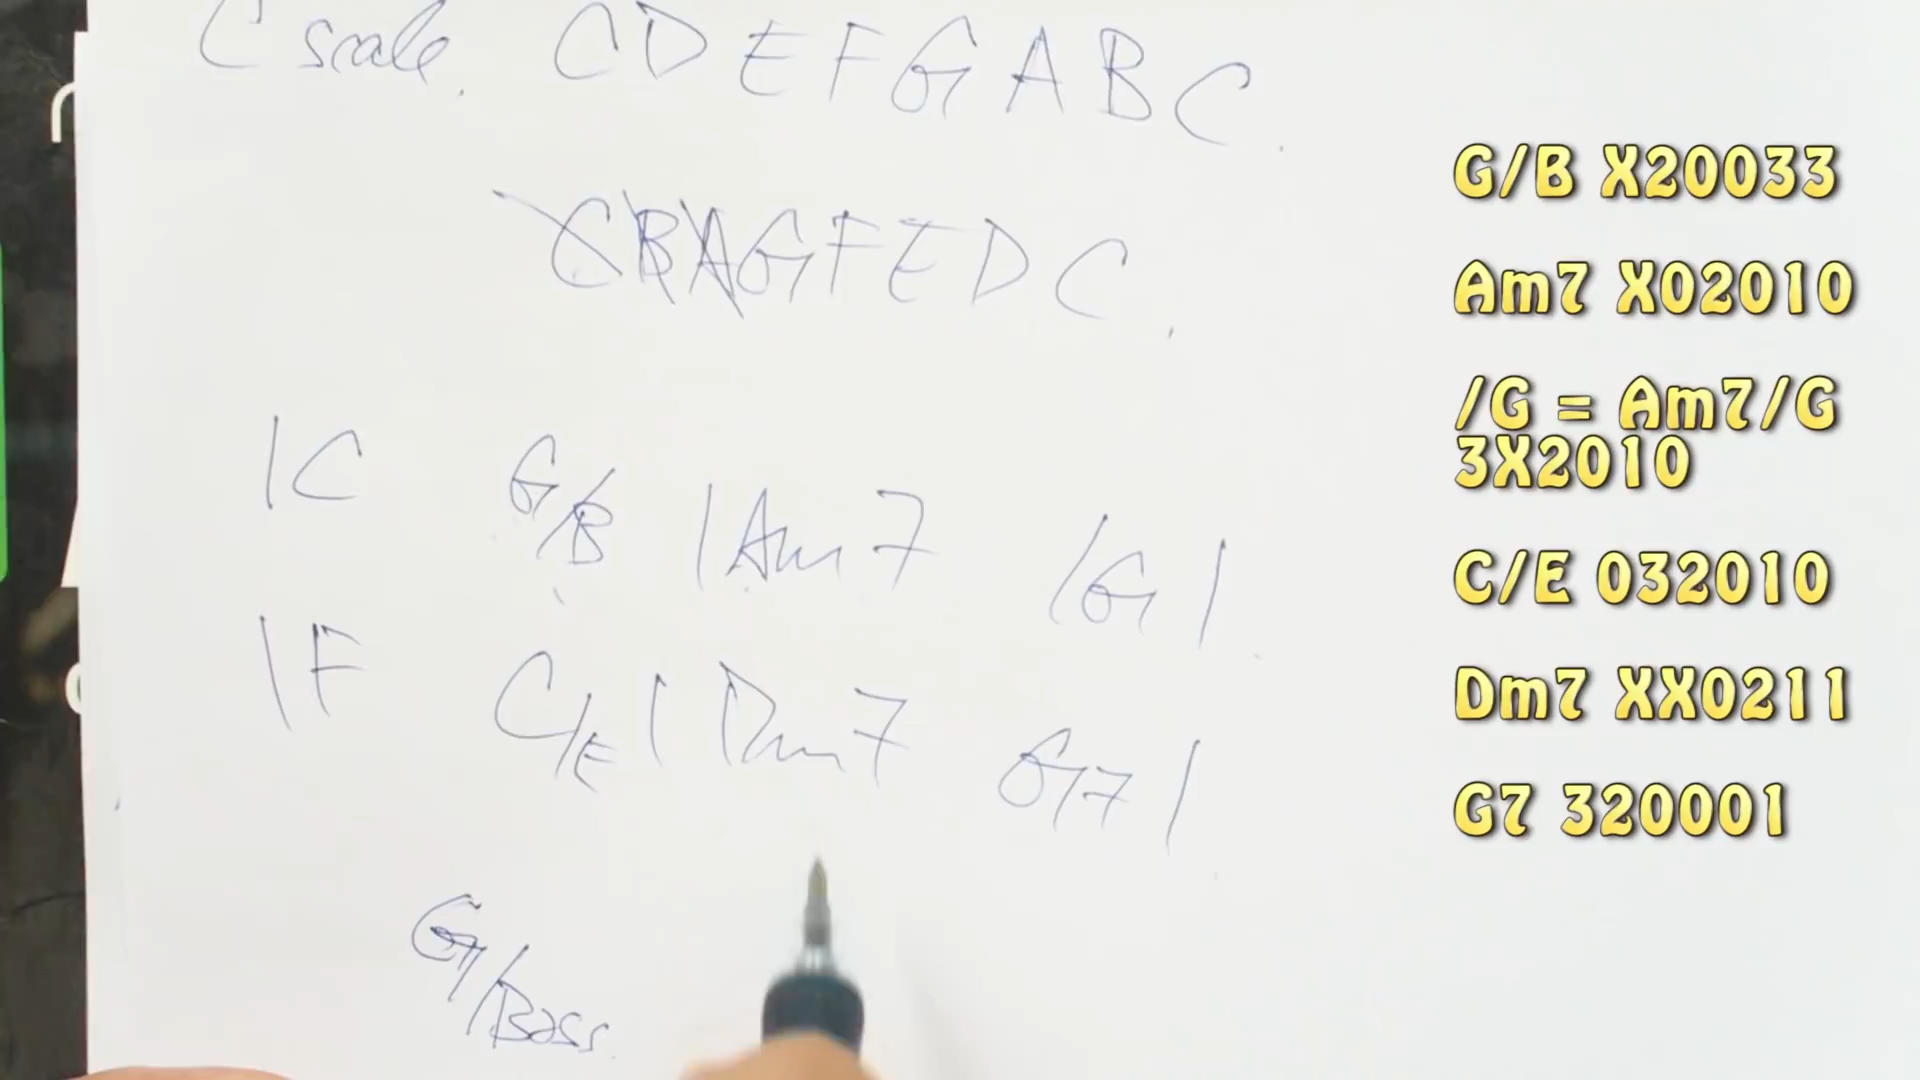 C scale. C D E F G A B C.
C B A G F E D C.
| C G/B | Am7 /G |
| F C/E | Dm7 G7 |
G/Bass
G/B X20033
Am7 X02010
/G = Am7/G
3X2010
C/E 032010
Dm7 XX0211
G7 320001